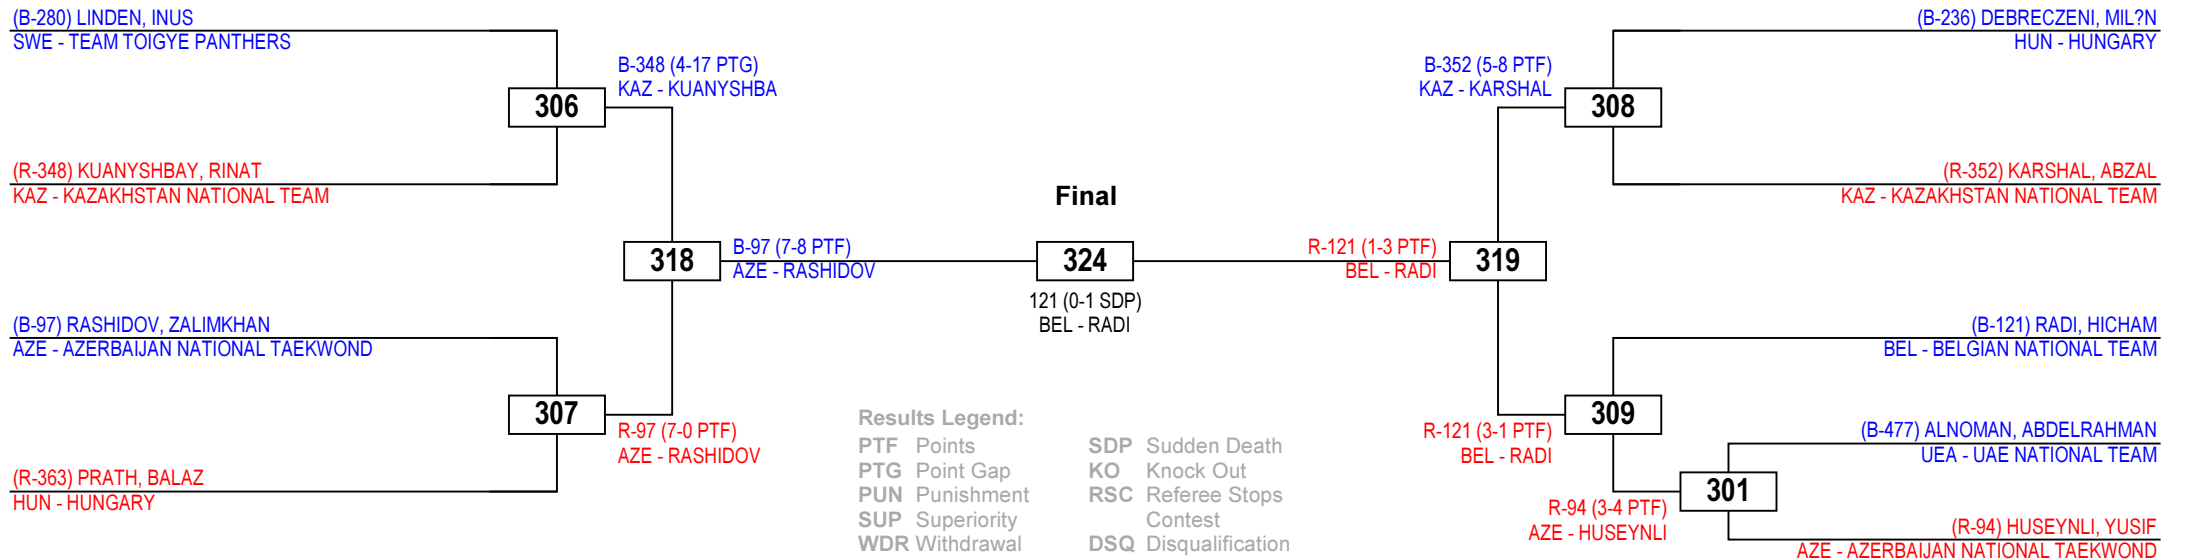 (B-280) LINDEN, INUS
SWE - TEAM TOIGYE PANTHERS
306
B-348 (4-17 PTG)
KAZ - KUANYSHBA
(R-348) KUANYSHBAY, RINAT
KAZ - KAZAKHSTAN NATIONAL TEAM
318
B-97 (7-8 PTF)
AZE - RASHIDOV
(B-97) RASHIDOV, ZALIMKHAN
AZE - AZERBAIJAN NATIONAL TAEKWOND
307
R-97 (7-0 PTF)
AZE - RASHIDOV
(R-363) PRATH, BALAZ
HUN - HUNGARY
Final
324
121 (0-1 SDP)
BEL - RADI
(B-236) DEBRECZENI, MIL?N
HUN - HUNGARY
B-352 (5-8 PTF)
KAZ - KARSHAL
308
(R-352) KARSHAL, ABZAL
KAZ - KAZAKHSTAN NATIONAL TEAM
R-121 (1-3 PTF)
BEL - RADI
319
(B-121) RADI, HICHAM
BEL - BELGIAN NATIONAL TEAM
309
R-121 (3-1 PTF)
BEL - RADI
(B-477) ALNOMAN, ABDELRAHMAN
UEA - UAE NATIONAL TEAM
301
R-94 (3-4 PTF)
AZE - HUSEYNLI
(R-94) HUSEYNLI, YUSIF
AZE - AZERBAIJAN NATIONAL TAEKWOND
Results Legend:
PTF Points
PTG Point Gap
PUN Punishment
SUP Superiority
WDR Withdrawal
SDP Sudden Death
KO Knock Out
RSC Referee Stops
Contest
DSQ Disqualification